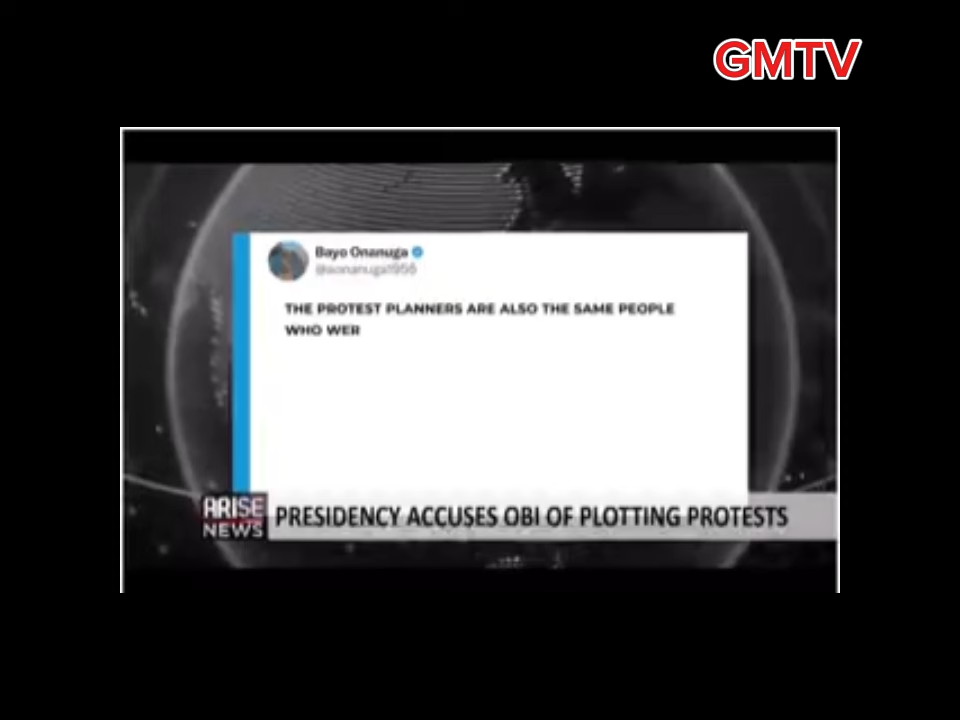 GMTV
Bayo Onanuga
@aonanuga1956
THE PROTEST PLANNERS ARE ALSO THE SAME PEOPLE
WHO WER
ARISE
NEWS
PRESIDENCY ACCUSES OBI OF PLOTTING PROTESTS